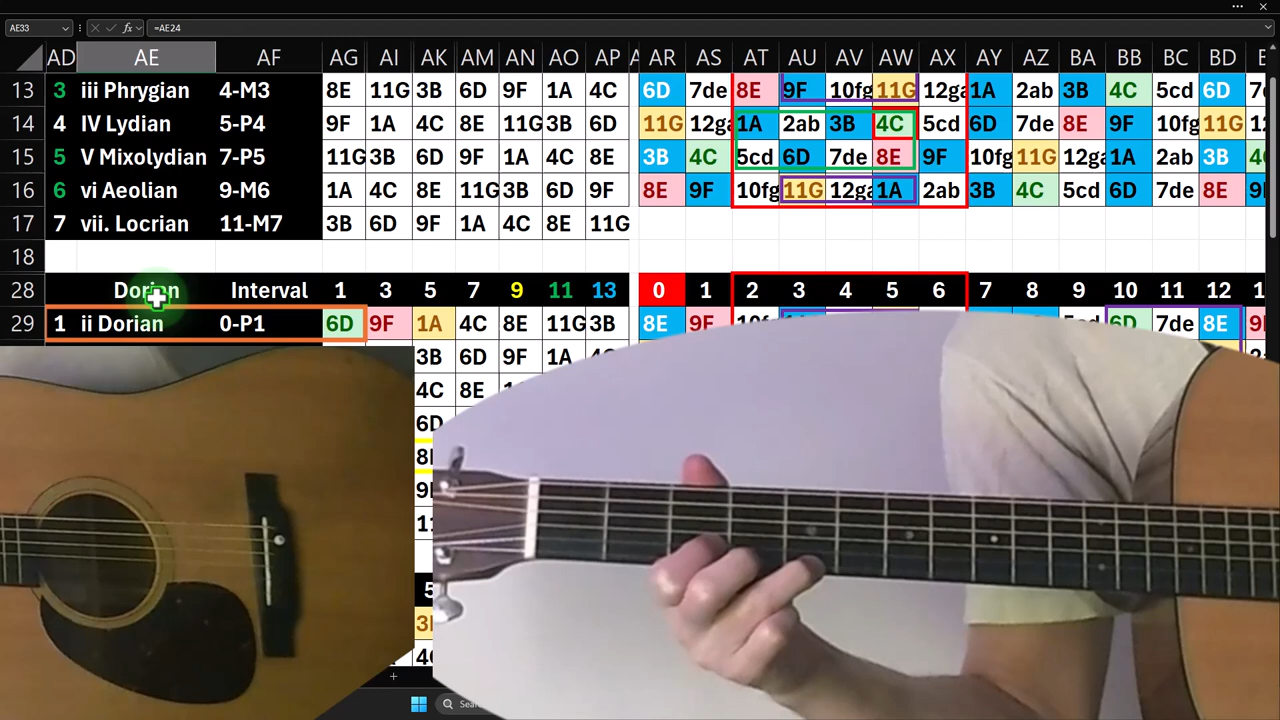 AE33 fx =AE24
AD AE AF AG AI AK AM AN AO AP AR AS AT AU AV AW AX AY AZ BA BB BC BD
13 3 iii Phrygian 4-M3 8E 11G 3B 6D 9F 1A 4C 6D 7de 8E 9F 10fg 11G 12ga 1A 2ab 3B 4C 5cd 6D
14 4 IV Lydian 5-P4 9F 1A 4C 8E 11G 3B 6D 11G 12ga 1A 2ab 3B 4C 5cd 6D 7de 8E 9F 10fg 11G
15 5 V Mixolydian 7-P5 11G 3B 6D 9F 1A 4C 8E 3B 4C 5cd 6D 7de 8E 9F 10fg 11G 12ga 1A 2ab 3B
16 6 vi Aeolian 9-M6 1A 4C 8E 11G 3B 6D 9F 8E 9F 10fg 11G 12ga 1A 2ab 3B 4C 5cd 6D 7de 8E
17 7 vii. Locrian 11-M7 3B 6D 9F 1A 4C 8E 11G
18
28 Dorian Interval 1 3 5 7 9 11 13 0 1 2 3 4 5 6 7 8 9 10 11 12
29 1 ii Dorian 0-P1 6D 9F 1A 4C 8E 11G 3B 8E 9F 6D 7de 8E
3B 6D 9F 1A
4C 8E
6D